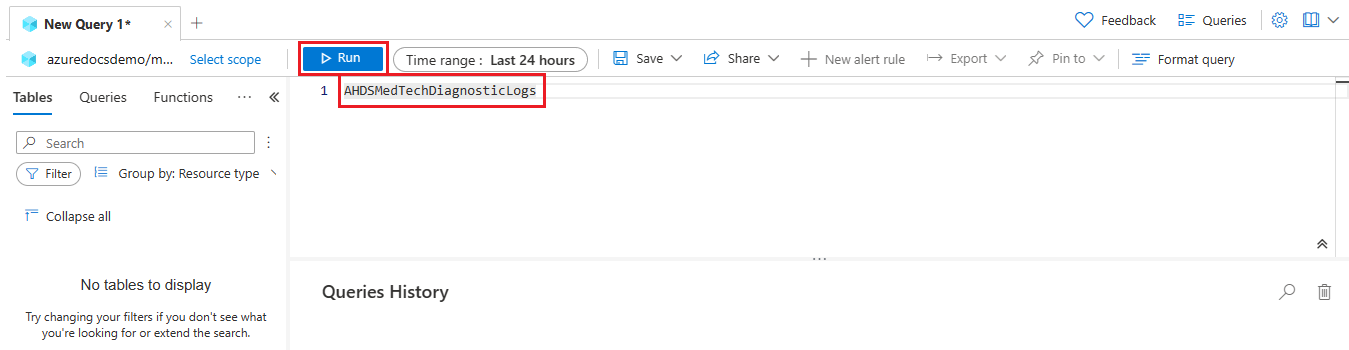 New Query 1*
Feedback
Queries
azuredocsdemo/m...
Select scope
Run
Time range : Last 24 hours
Save
Share
New alert rule
Export
Pin to
Format query
Tables
Queries
Functions
1 AHDSMedTechDiagnosticLogs
Search
Filter
Group by: Resource type
Collapse all
No tables to display
Try changing your filters if you don't see what
you're looking for or extend the search.
Queries History